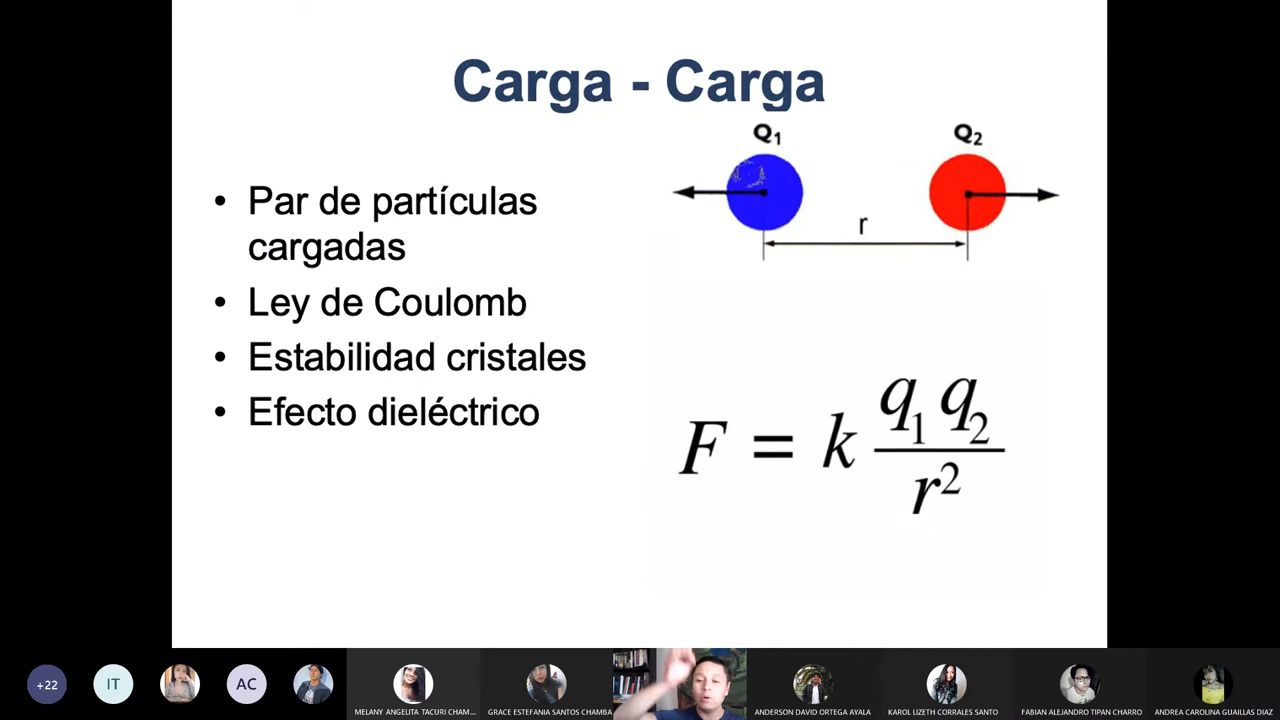 Carga - Carga
Q1
Q2
r
• Par de partículas
cargadas
• Ley de Coulomb
• Estabilidad cristales
• Efecto dieléctrico
F = k q1 q2 / r²
+22
IT
AC
MELANY ANGELITA TACURI CHAM...
GRACE ESTEFANIA SANTOS CHAMBA
ANDERSON DAVID ORTEGA AYALA
KAROL LIZETH CORRALES SANTO
FABIAN ALEJANDRO TIPAN CHARRO
ANDREA CAROLINA GUAILLAS DIAZ